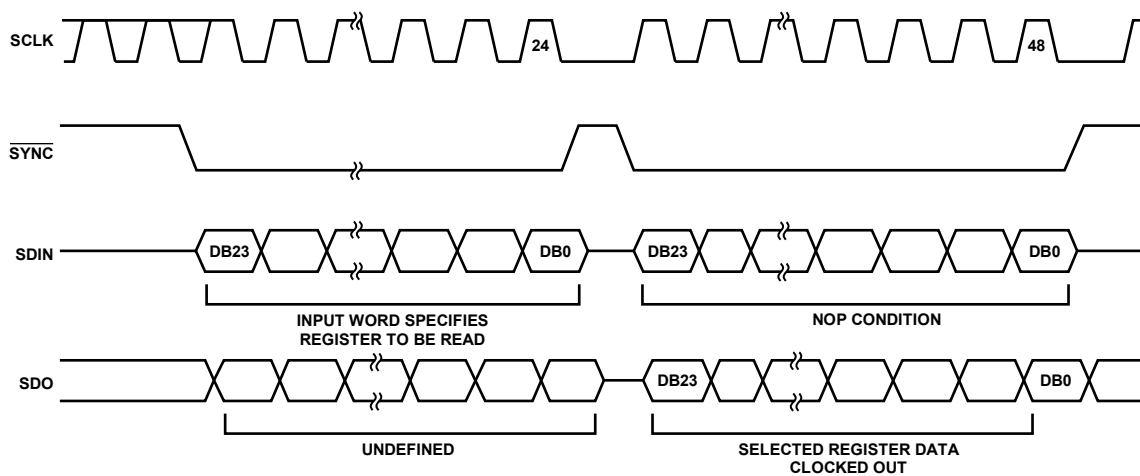 SCLK
24
48
SYNC
SDIN
DB23
DB0
DB23
DB0
INPUT WORD SPECIFIES
REGISTER TO BE READ
NOP CONDITION
SDO
DB23
DB0
UNDEFINED
SELECTED REGISTER DATA
CLOCKED OUT